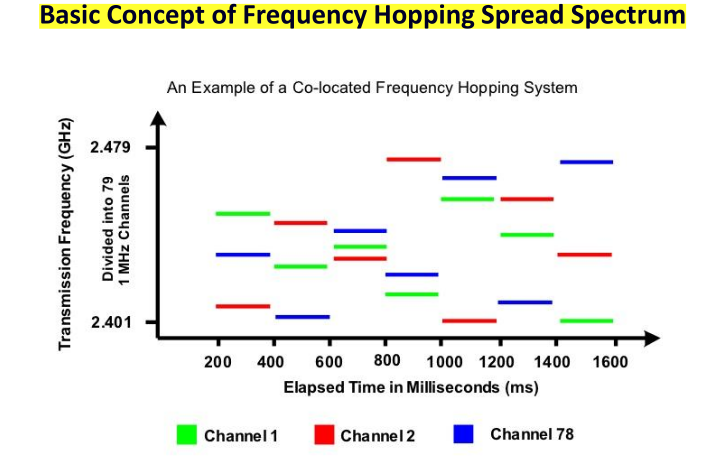 Basic Concept of Frequency Hopping Spread Spectrum
An Example of a Co-located Frequency Hopping System
Transmission Frequency (GHz)
Divided into 79
1 MHz Channels
2.479
2.401
200 400 600 800 1000 1200 1400 1600
Elapsed Time in Milliseconds (ms)
Channel 1 Channel 2 Channel 78